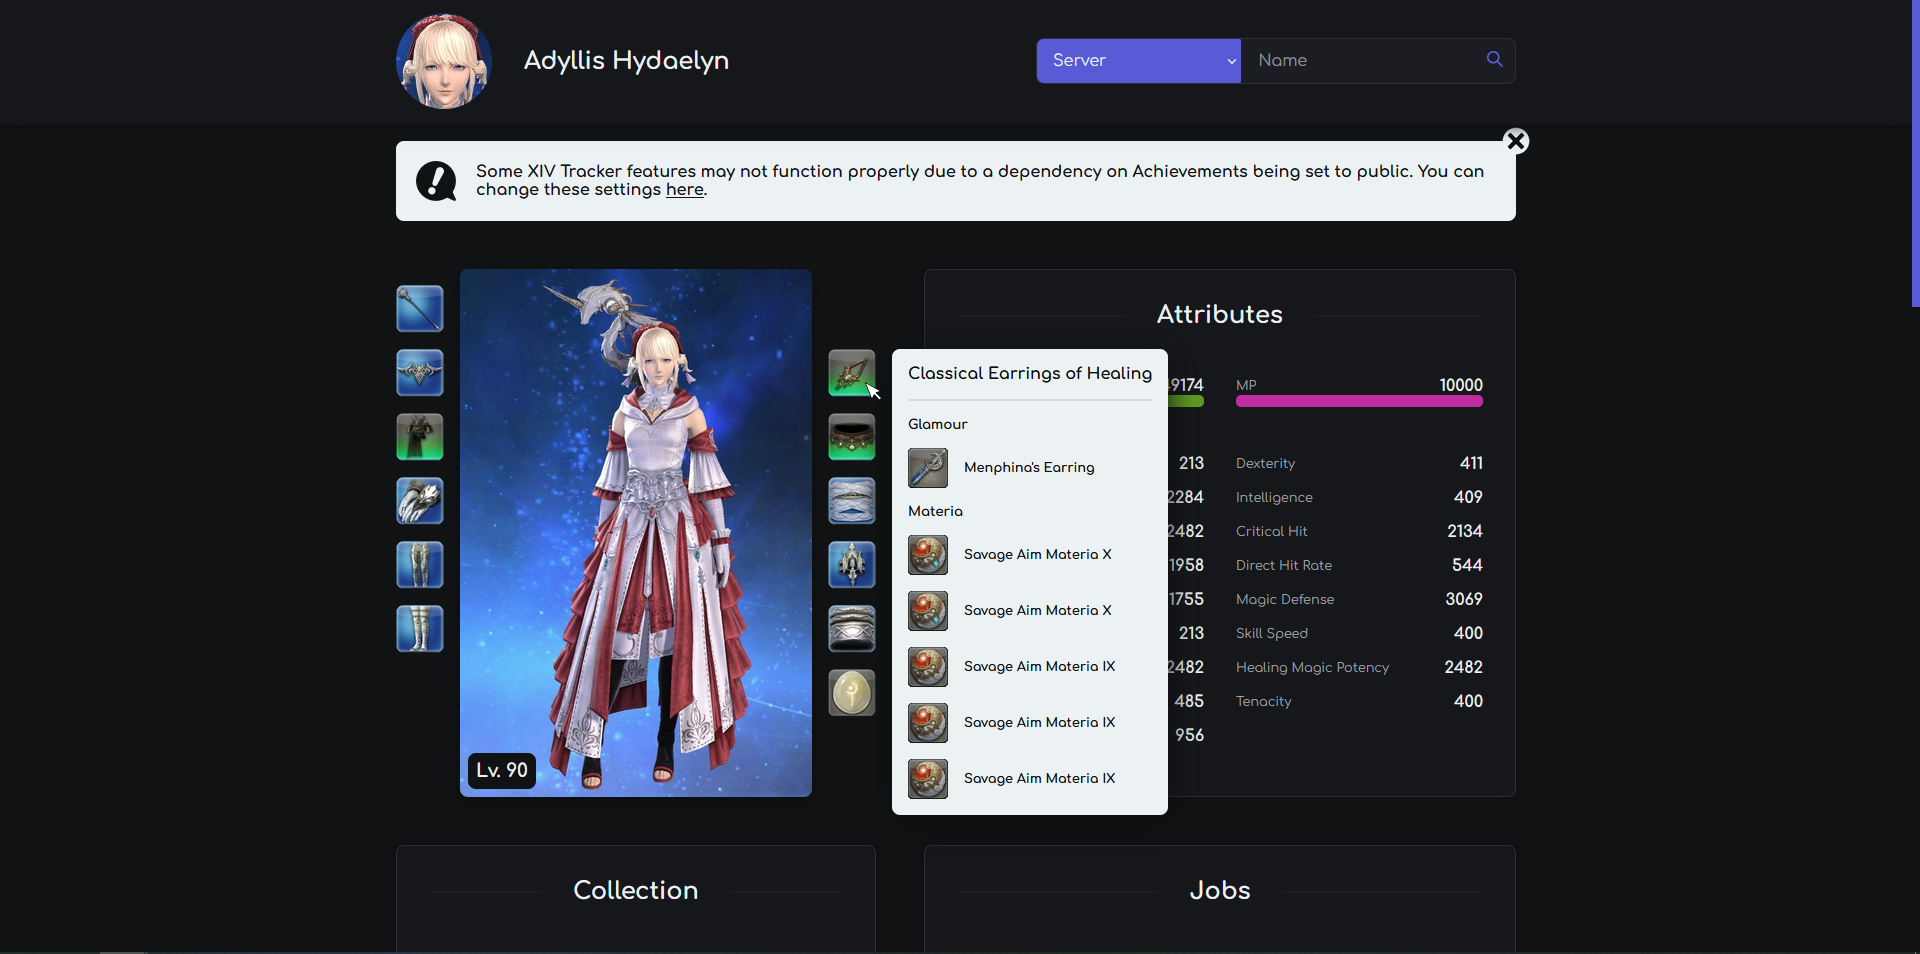 Adyllis Hydaelyn
Server
Name
Some XIV Tracker features may not function properly due to a dependency on Achievements being set to public. You can
change these settings here.
Lv. 90
Classical Earrings of Healing
Glamour
Menphina's Earring
Materia
Savage Aim Materia X
Savage Aim Materia X
Savage Aim Materia IX
Savage Aim Materia IX
Savage Aim Materia IX
Attributes
9174
MP 10000
213
Dexterity 411
2284
Intelligence 409
2482
Critical Hit 2134
1958
Direct Hit Rate 544
1755
Magic Defense 3069
213
Skill Speed 400
2482
Healing Magic Potency 2482
485
Tenacity 400
956
Collection
Jobs